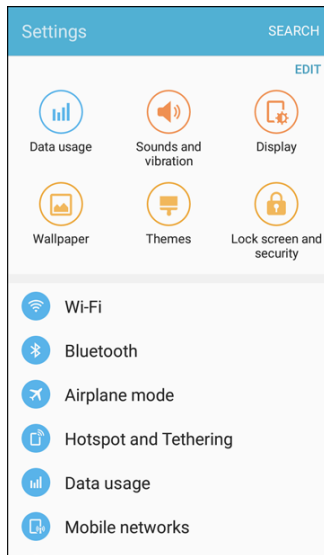 Settings SEARCH
EDIT
Data usage Sounds and vibration Display
Wallpaper Themes Lock screen and security
Wi-Fi
Bluetooth
Airplane mode
Hotspot and Tethering
Data usage
Mobile networks